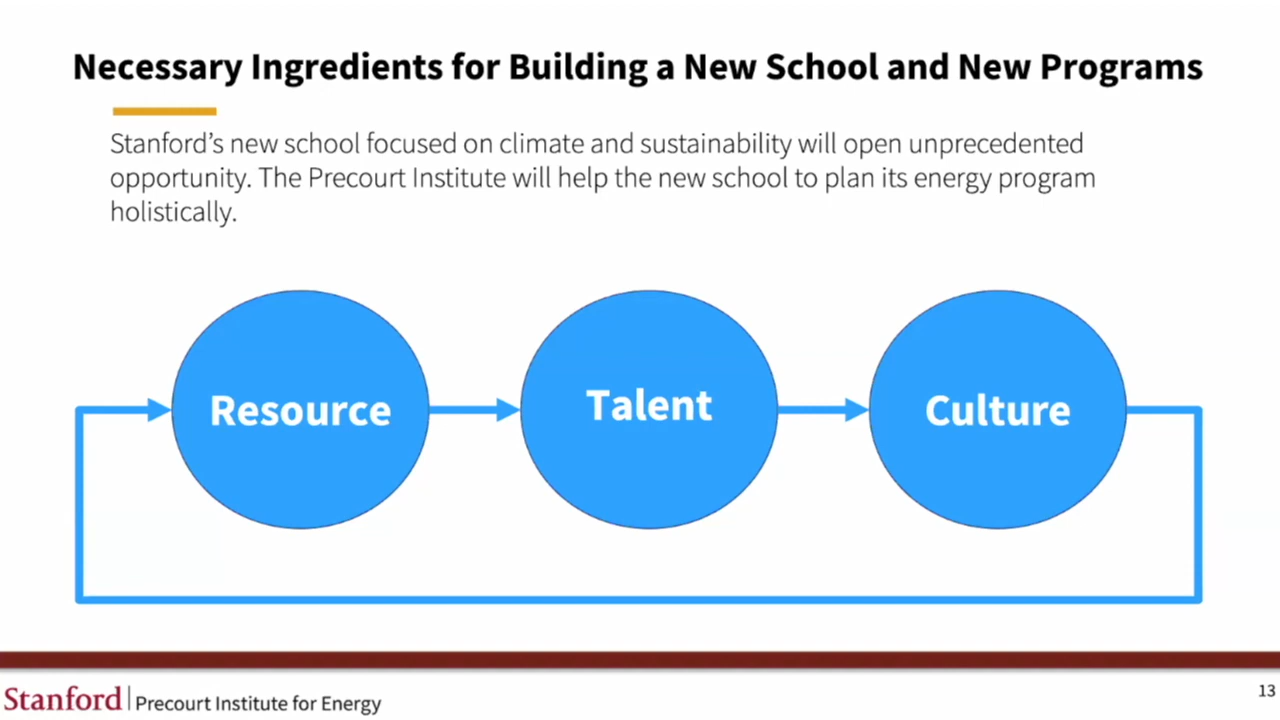 Necessary Ingredients for Building a New School and New Programs
Stanford's new school focused on climate and sustainability will open unprecedented
opportunity. The Precourt Institute will help the new school to plan its energy program
holistically.
Resource
Talent
Culture
Stanford | Precourt Institute for Energy
13